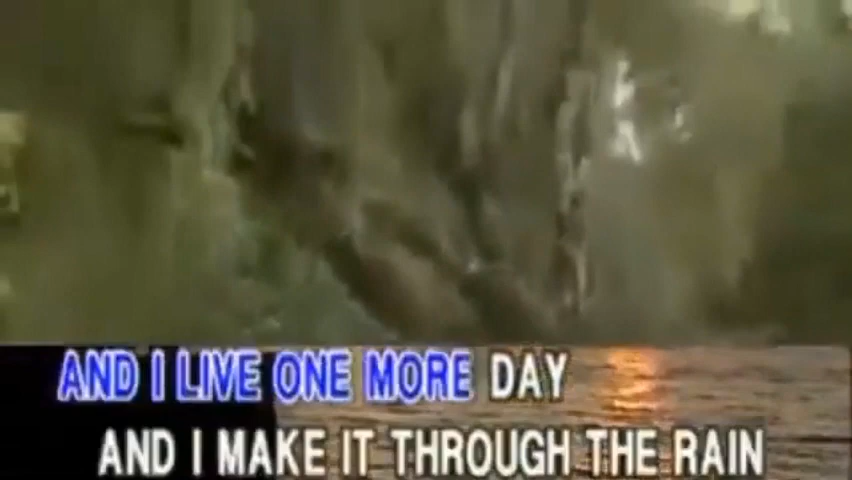 AND I LIVE ONE MORE DAY
AND I MAKE IT THROUGH THE RAIN